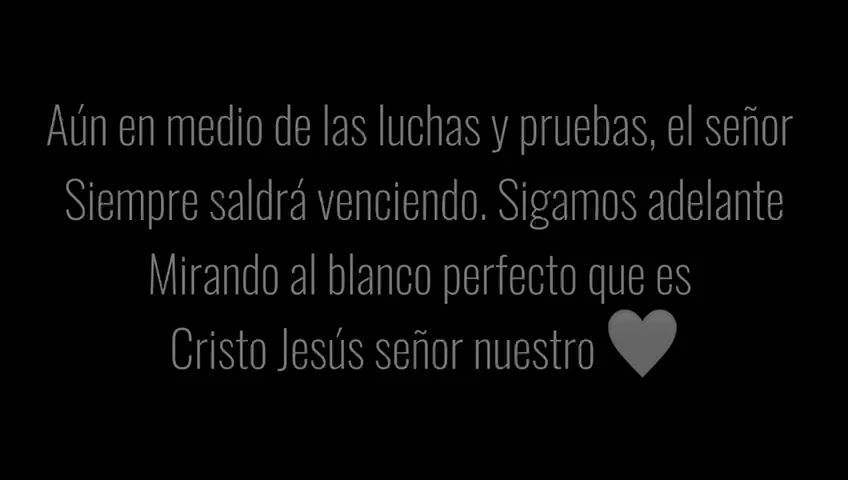 Aún en medio de las luchas y pruebas, el señor
Siempre saldrá venciendo. Sigamos adelante
Mirando al blanco perfecto que es
Cristo Jesús señor nuestro 🩶